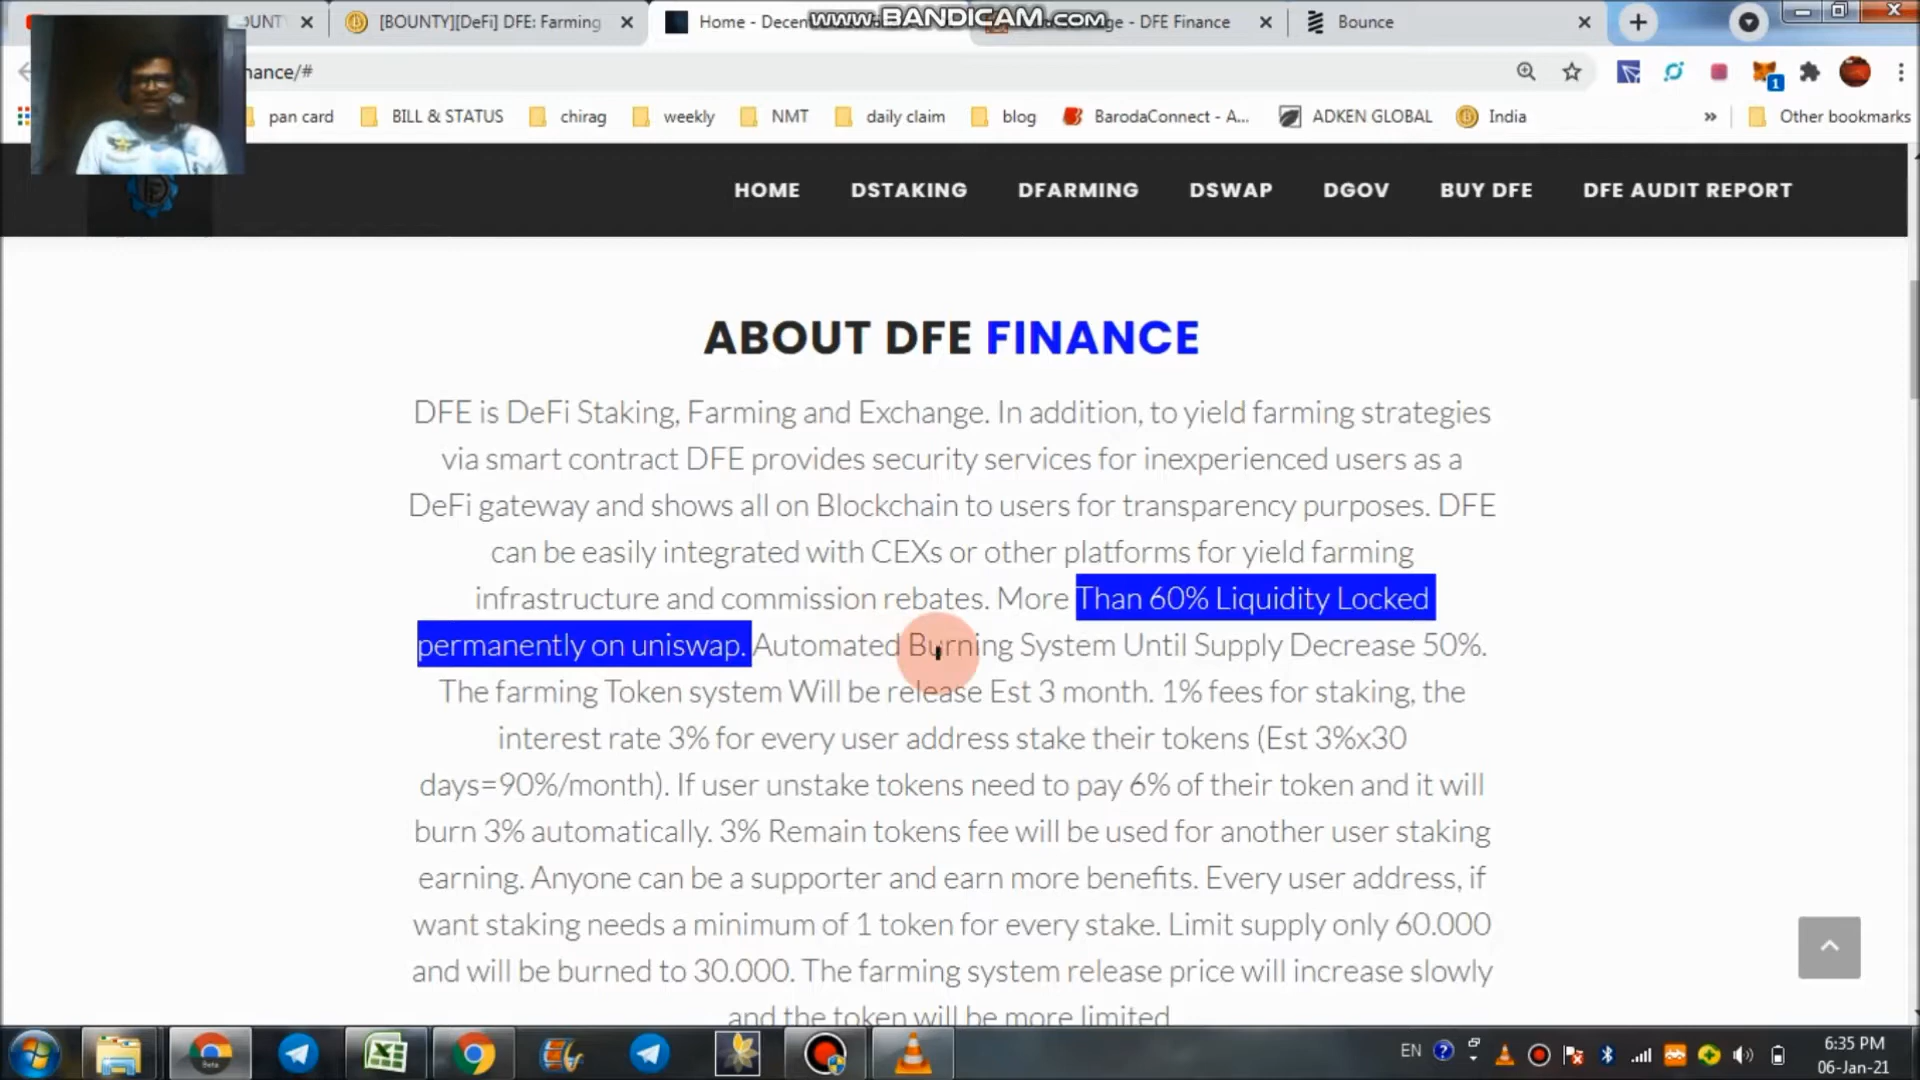 OUNTY
[BOUNTY][DeFi] DFE: Farming
Home - Decen
ge - DFE Finance
Bounce
www.BANDICAM.com
nance/#
1
pan card
BILL & STATUS
chirag
weekly
NMT
daily claim
blog
BarodaConnect - A...
ADKEN GLOBAL
India
»
Other bookmarks
HOME
DSTAKING
DFARMING
DSWAP
DGOV
BUY DFE
DFE AUDIT REPORT
ABOUT DFE FINANCE
DFE is DeFi Staking, Farming and Exchange. In addition, to yield farming strategies
via smart contract DFE provides security services for inexperienced users as a
DeFi gateway and shows all on Blockchain to users for transparency purposes. DFE
can be easily integrated with CEXs or other platforms for yield farming
infrastructure and commission rebates. More Than 60% Liquidity Locked
permanently on uniswap. Automated Burning System Until Supply Decrease 50%.
The farming Token system Will be release Est 3 month. 1% fees for staking, the
interest rate 3% for every user address stake their tokens (Est 3%x30
days=90%/month). If user unstake tokens need to pay 6% of their token and it will
burn 3% automatically. 3% Remain tokens fee will be used for another user staking
earning. Anyone can be a supporter and earn more benefits. Every user address, if
want staking needs a minimum of 1 token for every stake. Limit supply only 60.000
and will be burned to 30.000. The farming system release price will increase slowly
and the token will be more limited
Beta
EN
6:35 PM
06-Jan-21